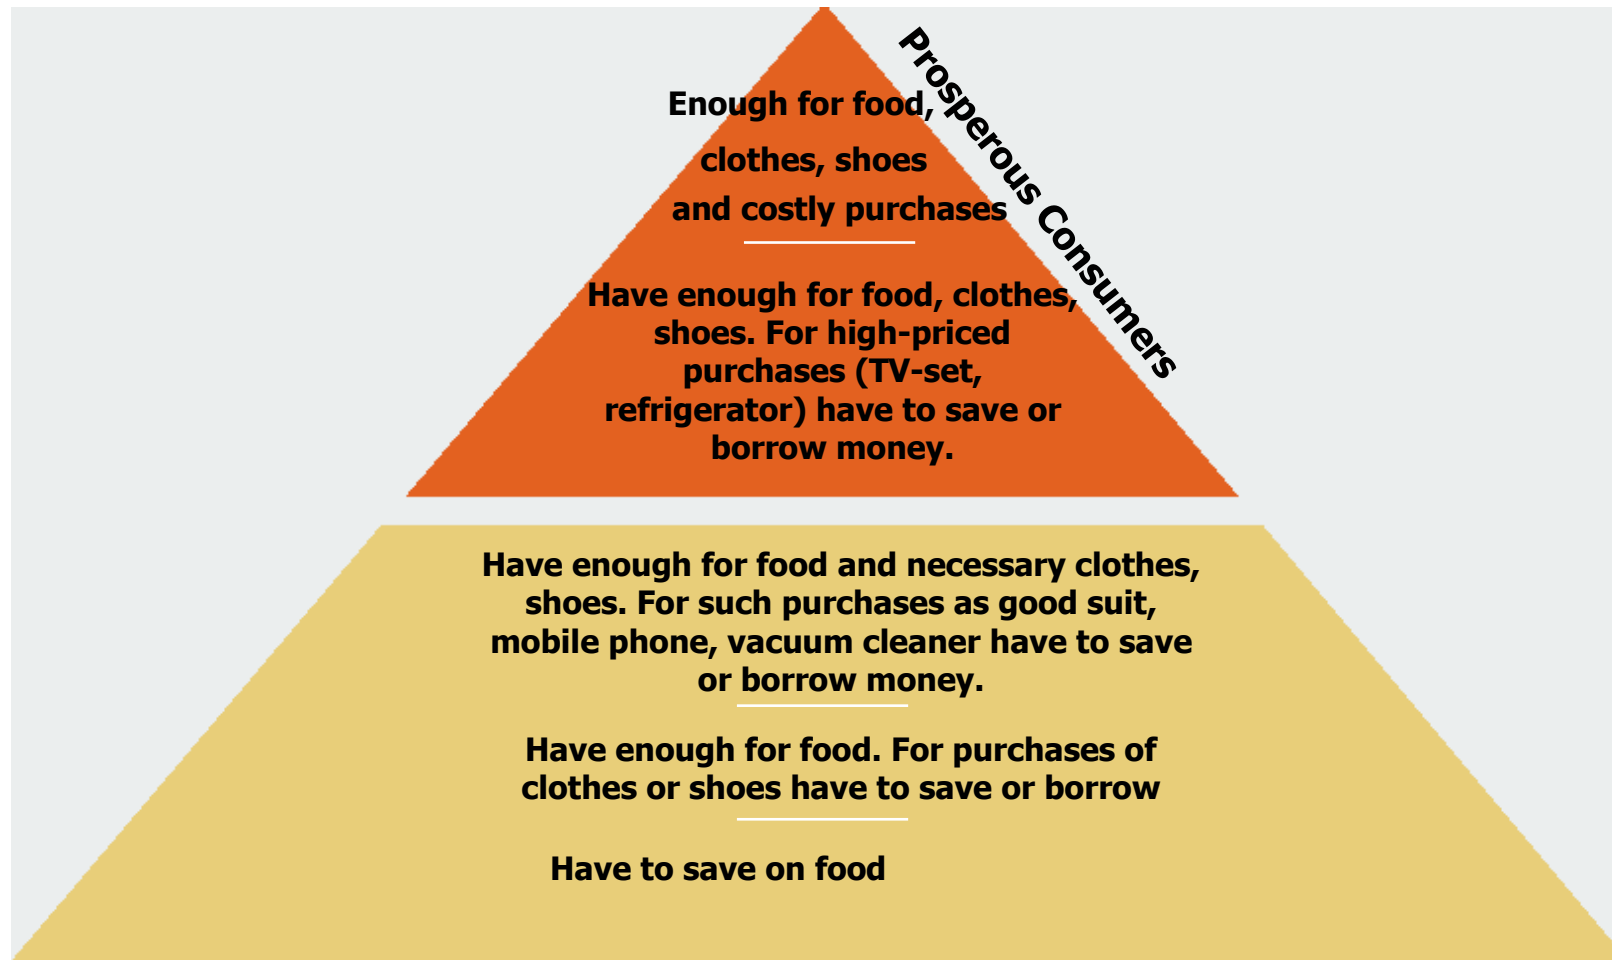 Prosperous Consumers
Enough for food,
clothes, shoes
and costly purchases
Have enough for food, clothes,
shoes. For high-priced
purchases (TV-set,
refrigerator) have to save or
borrow money.
Have enough for food and necessary clothes,
shoes. For such purchases as good suit,
mobile phone, vacuum cleaner have to save
or borrow money.
Have enough for food. For purchases of
clothes or shoes have to save or borrow
Have to save on food